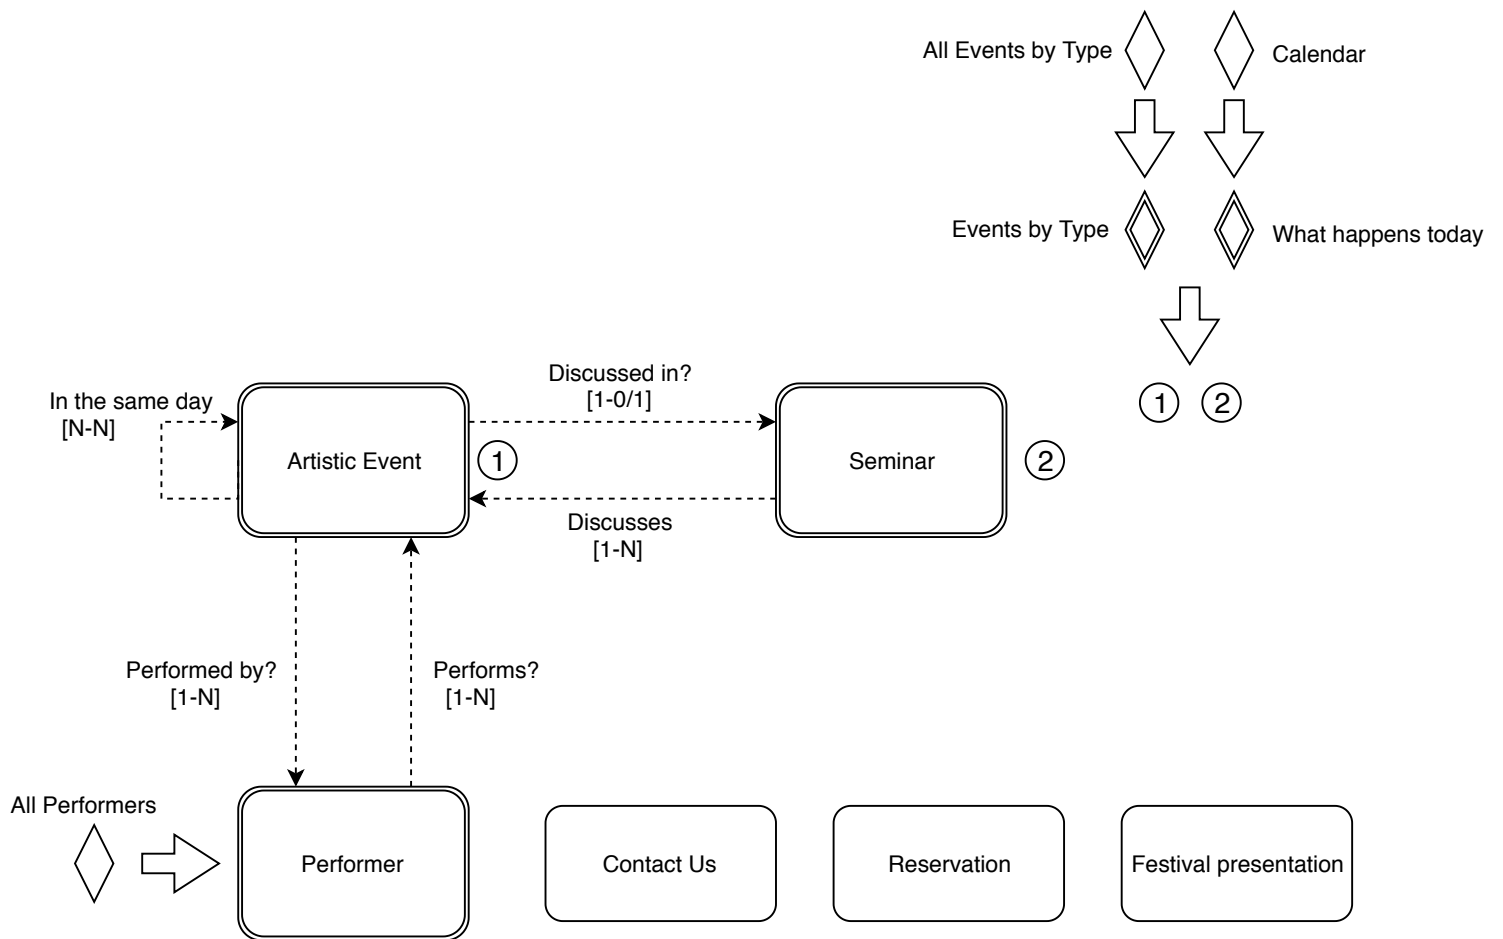 All Events by Type
Calendar
Events by Type
What happens today
In the same day
[N-N]
Discussed in?
[1-0/1]
1
2
Artistic Event
1
Seminar
2
Discusses
[1-N]
Performed by?
[1-N]
Performs?
[1-N]
All Performers
Performer
Contact Us
Reservation
Festival presentation